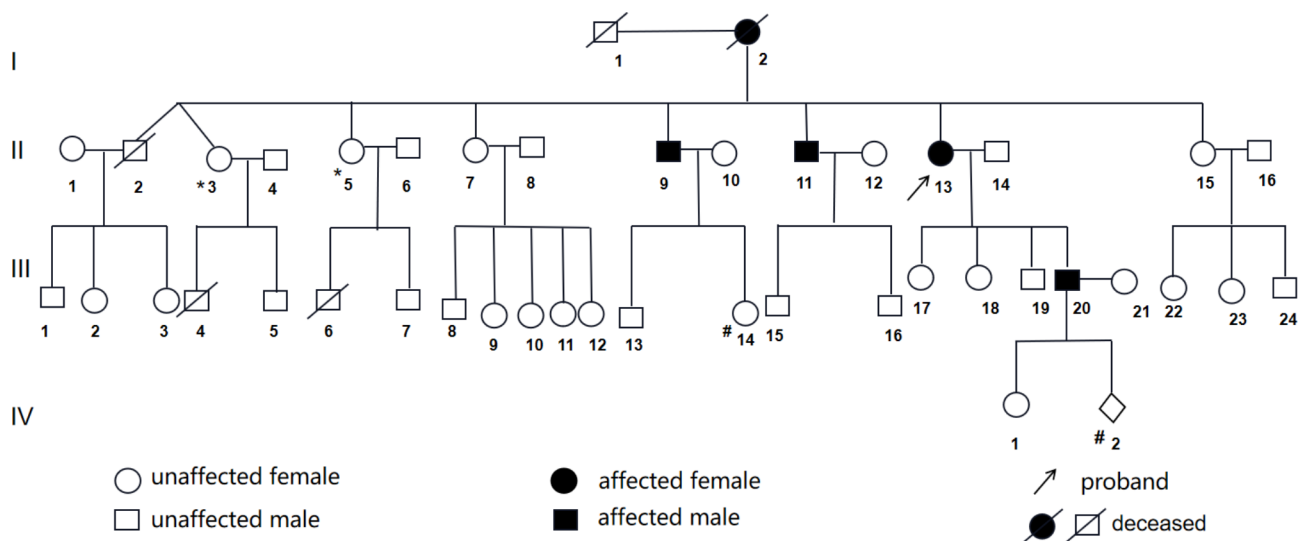 I
1 2
II
1 2 *3 4 *5 6 7 8 9 10 11 12 13 14 15 16
III
1 2 3 4 5 6 7 8 9 10 11 12 13 #14 15 16 17 18 19 20 21 22 23 24
IV
1 #2
unaffected female affected female proband
unaffected male affected male deceased